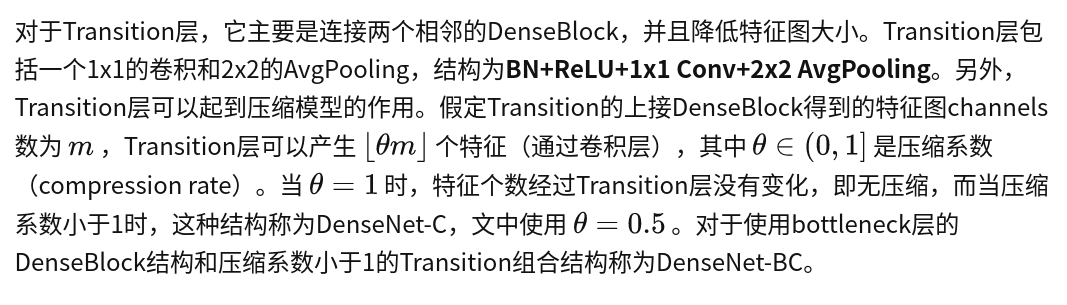 对于Transition层，它主要是连接两个相邻的DenseBlock，并且降低特征图大小。Transition层包
括一个1x1的卷积和2x2的AvgPooling，结构为BN+ReLU+1x1 Conv+2x2 AvgPooling。另外，
Transition层可以起到压缩模型的作用。假定Transition的上接DenseBlock得到的特征图channels
数为 m ，Transition层可以产生 ⌊θm⌋ 个特征（通过卷积层），其中 θ ∈ (0, 1] 是压缩系数
（compression rate）。当 θ = 1 时，特征个数经过Transition层没有变化，即无压缩，而当压缩
系数小于1时，这种结构称为DenseNet-C，文中使用 θ = 0.5 。对于使用bottleneck层的
DenseBlock结构和压缩系数小于1的Transition组合结构称为DenseNet-BC。